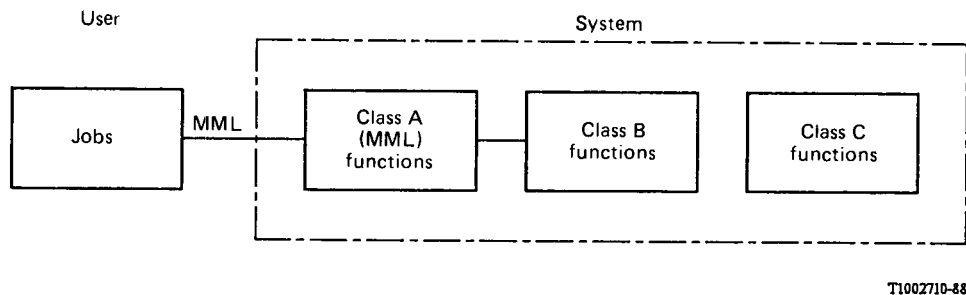 User
System
Jobs
MML
Class A
(MML)
functions
Class B
functions
Class C
functions
T1002710-88